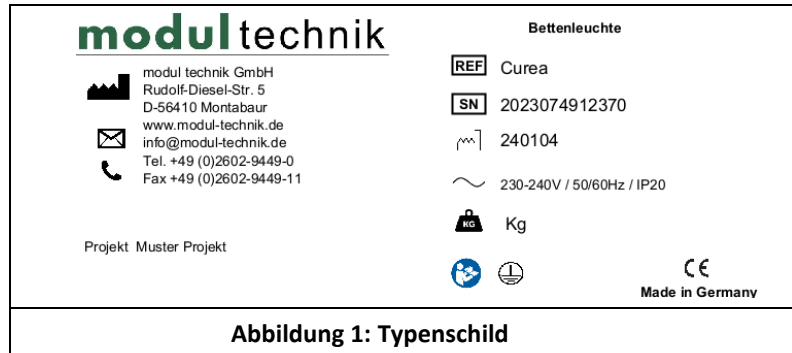 modul technik
modul technik GmbH
Rudolf-Diesel-Str. 5
D-56410 Montabaur
www.modul-technik.de
info@modul-technik.de
Tel. +49 (0)2602-9449-0
Fax +49 (0)2602-9449-11
Projekt Muster Projekt
Bettenleuchte
REF Curea
SN 2023074912370
240104
230-240V / 50/60Hz / IP20
KG Kg
CE
Made in Germany
Abbildung 1: Typenschild